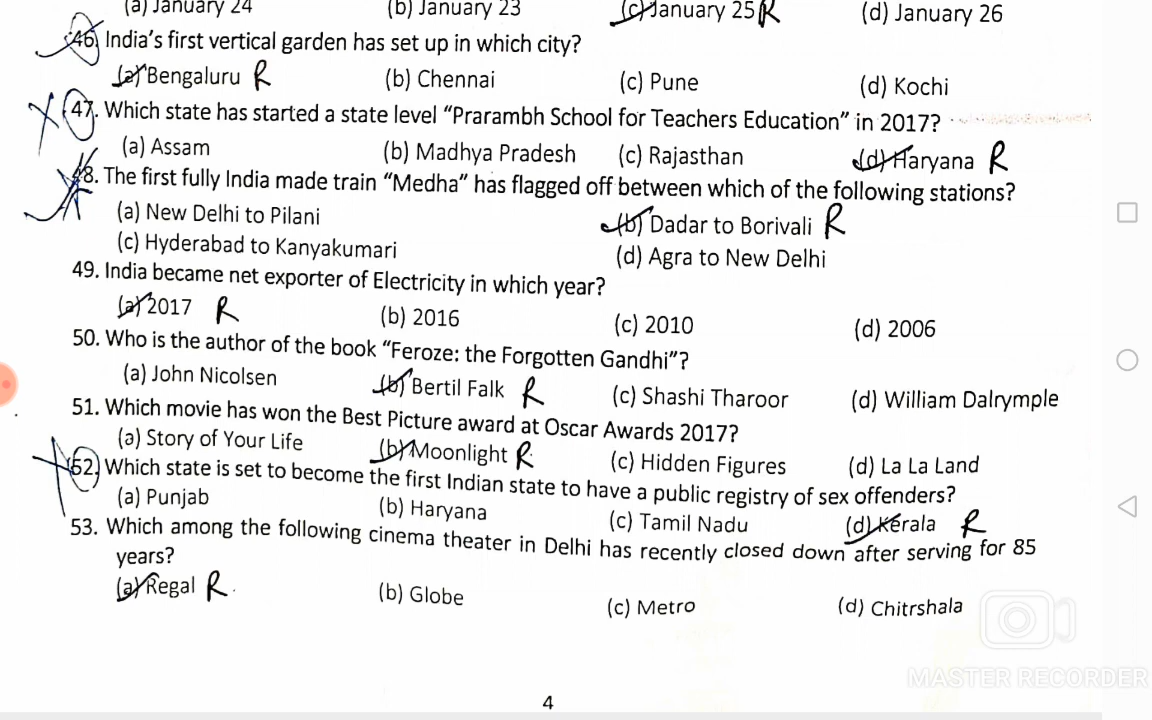 (a) January 24 (b) January 23 (c) January 25 R (d) January 26
46. India's first vertical garden has set up in which city?
(a) Bengaluru R (b) Chennai (c) Pune (d) Kochi
47. Which state has started a state level "Prarambh School for Teachers Education" in 2017?
(a) Assam (b) Madhya Pradesh (c) Rajasthan (d) Haryana R
48. The first fully India made train "Medha" has flagged off between which of the following stations?
(a) New Delhi to Pilani (b) Dadar to Borivali R
(c) Hyderabad to Kanyakumari (d) Agra to New Delhi
49. India became net exporter of Electricity in which year?
(a) 2017 R (b) 2016 (c) 2010 (d) 2006
50. Who is the author of the book "Feroze: the Forgotten Gandhi"?
(a) John Nicolsen (b) Bertil Falk R (c) Shashi Tharoor (d) William Dalrymple
51. Which movie has won the Best Picture award at Oscar Awards 2017?
(a) Story of Your Life (b) Moonlight R (c) Hidden Figures (d) La La Land
52. Which state is set to become the first Indian state to have a public registry of sex offenders?
(a) Punjab (b) Haryana (c) Tamil Nadu (d) Kerala R
53. Which among the following cinema theater in Delhi has recently closed down after serving for 85
years?
(a) Regal R. (b) Globe (c) Metro (d) Chitrshala
MASTER RECORDER
4